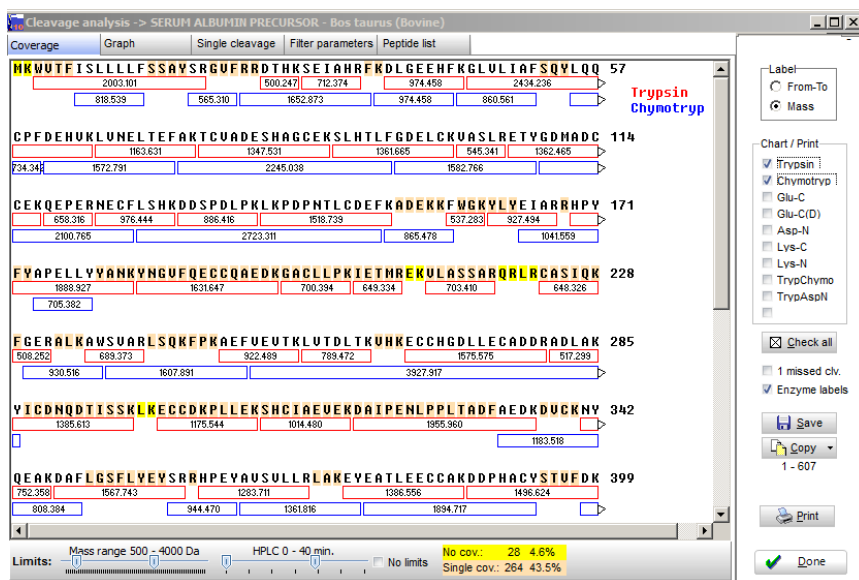 Cleavage analysis -> SERUM ALBUMIN PRECURSOR - Bos taurus (Bovine)
Coverage Graph Single cleavage Filter parameters Peptide list
MKWVTFISLLLLFSSAYSRGVFRRDTHKSEIAHRFKDLGEEHFKGLVLIAFSQYLQQ 57
2003.101 500.247 712.374 974.458 2434.236
818.539 565.310 1652.873 974.458 860.561
Trypsin
Chymotryp
CPFDEHVKLVNELTEFAKTCVADESHAGCEKSLHTLFGDELCKVASLRETYGDMADC 114
1163.631 1347.531 1361.665 545.341 1362.465
734.34 1572.791 2245.038 1582.766
CEKQEPERNECFLSHKDDSPDLPKLKPDPNTLCDEFKADEKKFWGKYLYEIARRHPY 171
658.316 976.444 886.416 1518.739 537.283 927.494
2100.765 2723.311 865.478 1041.559
FYAPELLYYANKYNGVFQECCQAEDKGACLLPKIETMREKVLASSARQRLRCASIQK 228
1888.927 1631.647 700.394 649.334 703.410 648.326
705.382
FGERALKAWSVARLSQKFPKAEFVEVTKLVTDLTKVHKECCHGDLLECADDRADLAK 285
508.252 689.373 922.489 789.472 1575.575 517.299
930.516 1607.891 3927.917
YICDNQDTISSKLKECCDKPLLEKSHCIAEVEKDAIPENLPPLTADFAEDKDVCKNY 342
1385.613 1175.544 1014.480 1955.960
1183.518
QEAKDAFLGSFLYEYSRRHPEYAVSVLLRLAKEYEATLEECCAKDDPHACYSTVFDK 399
752.358 1567.743 1283.711 1386.556 1496.624
808.384 944.470 1361.816 1894.717
Limits: Mass range 500 - 4000 Da HPLC 0 - 40 min. No limits
No cov.: 28 4.6%
Single cov.: 264 43.5%
Label
From-To
Mass
Chart / Print
Trypsin
Chymotryp
Glu-C
Glu-C(D)
Asp-N
Lys-C
Lys-N
TrypChymo
TrypAspN
Check all
1 missed clv.
Enzyme labels
Save
Copy
1 - 607
Print
Done